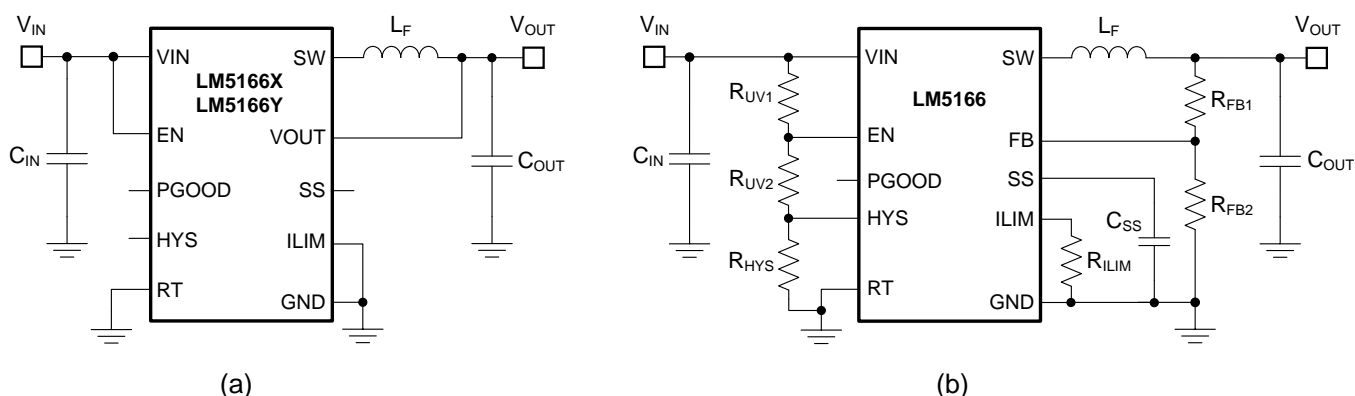 VIN
LF
VOUT
VIN
SW
LM5166X
LM5166Y
EN
VOUT
CIN
COUT
PGOOD
SS
HYS
ILIM
RT
GND
(a)
VIN
LF
VOUT
VIN
SW
RUV1
LM5166
RFB1
EN
FB
CIN
RUV2
PGOOD
SS
COUT
HYS
ILIM
CSS
RFB2
RHYS
RILIM
RT
GND
(b)